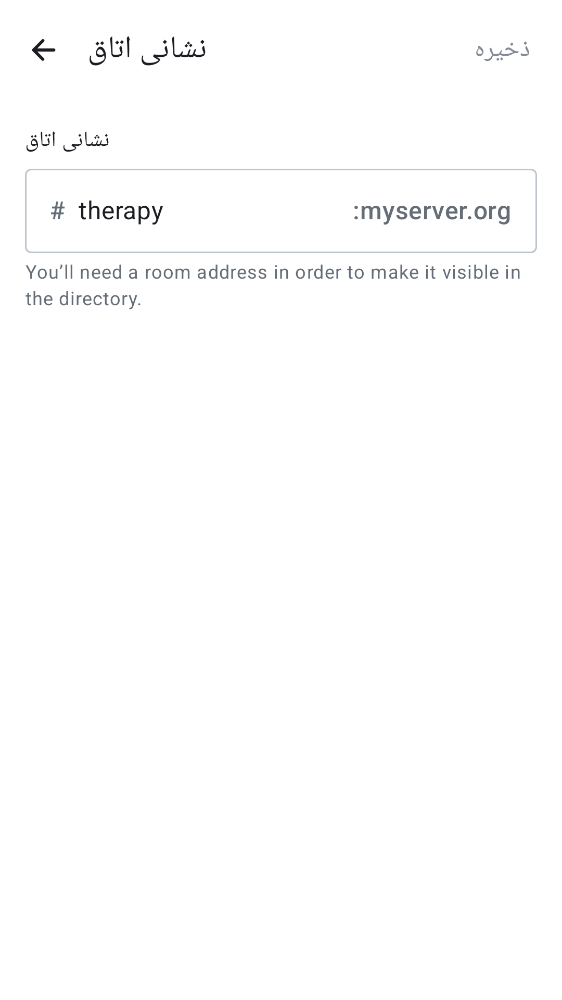 نشانی اتاق
ذخیره
نشانی اتاق
# therapy :myserver.org
You’ll need a room address in order to make it visible in
the directory.